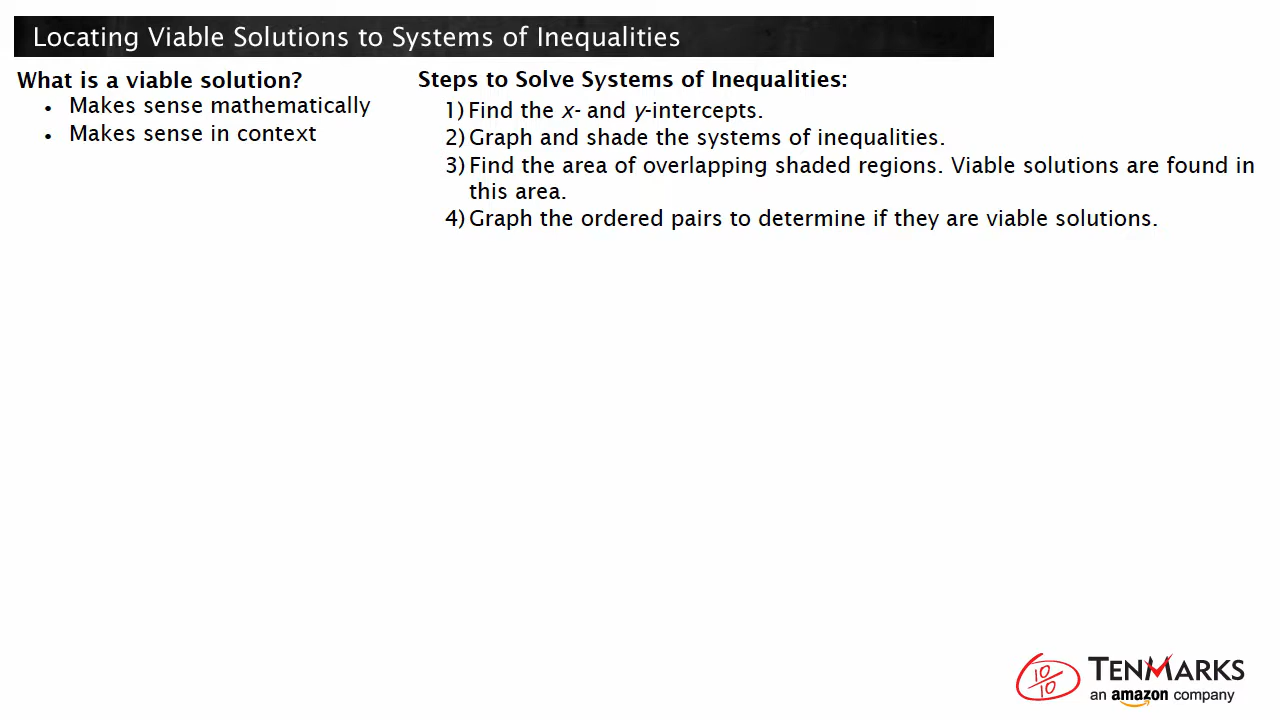 Locating Viable Solutions to Systems of Inequalities
What is a viable solution?
• Makes sense mathematically
• Makes sense in context
Steps to Solve Systems of Inequalities:
1) Find the x- and y-intercepts.
2) Graph and shade the systems of inequalities.
3) Find the area of overlapping shaded regions. Viable solutions are found in
this area.
4) Graph the ordered pairs to determine if they are viable solutions.
10
10
TENMARKS
an amazon company